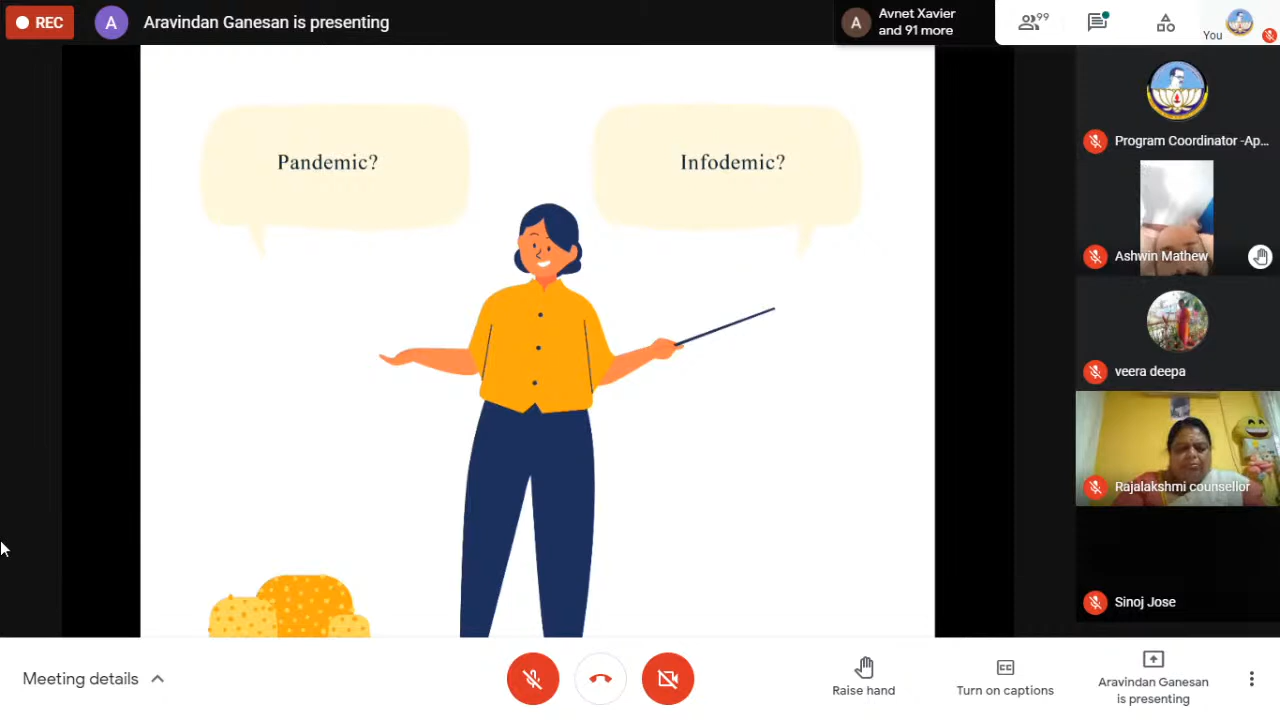 REC
A
Aravindan Ganesan is presenting
A
Avnet Xavier
and 91 more
99
You
Pandemic?
Infodemic?
Program Coordinator -Ap...
Ashwin Mathew
veera deepa
Rajalakshmi counsellor
Sinoj Jose
Meeting details
Raise hand
CC
Turn on captions
Aravindan Ganesan
is presenting